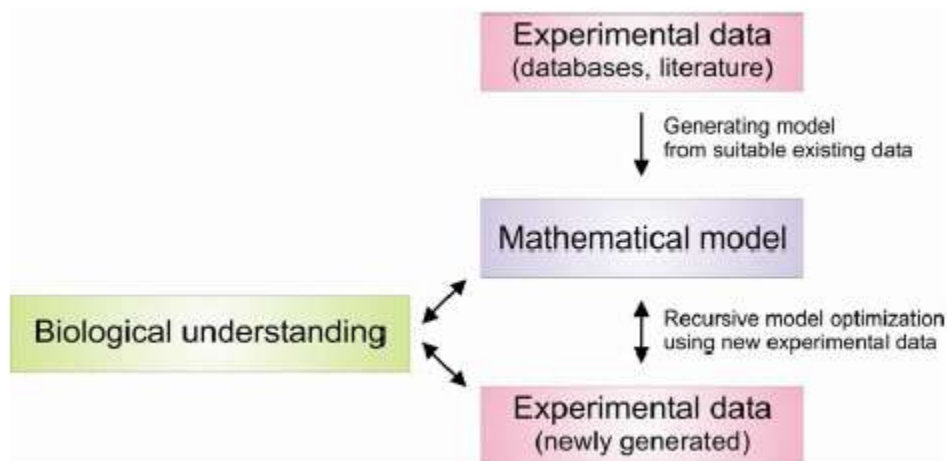 Experimental data
(databases, literature)
Generating model
from suitable existing data
Mathematical model
Biological understanding
Recursive model optimization
using new experimental data
Experimental data
(newly generated)